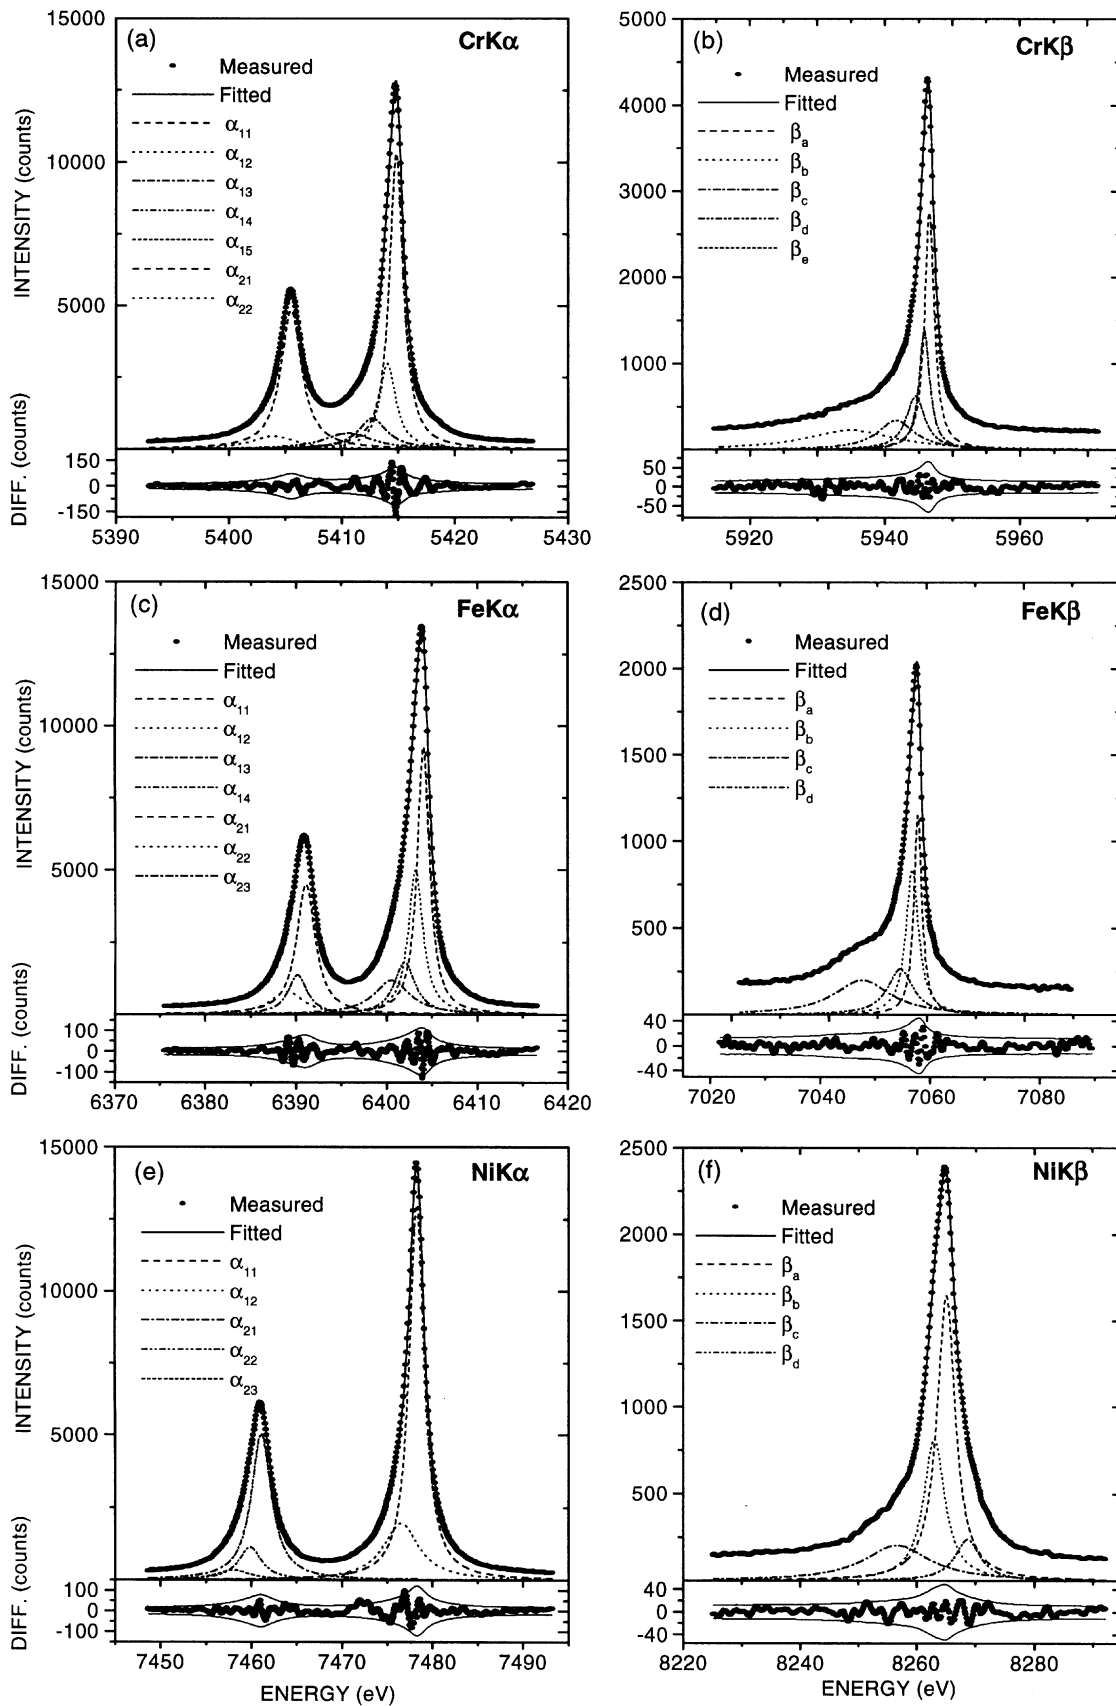 (a) CrKα
INTENSITY (counts)
15000
10000
5000
Measured
Fitted
α11
α12
α13
α14
α15
α21
α22
DIFF. (counts)
150
0
-150
5390 5400 5410 5420 5430
(b) CrKβ
5000
4000
3000
2000
1000
Measured
Fitted
βa
βb
βc
βd
βe
50
0
-50
5920 5940 5960
(c) FeKα
INTENSITY (counts)
15000
10000
5000
Measured
Fitted
α11
α12
α13
α14
α21
α22
α23
DIFF. (counts)
100
0
-100
6370 6380 6390 6400 6410 6420
(d) FeKβ
2500
2000
1500
1000
500
Measured
Fitted
βa
βb
βc
βd
40
0
-40
7020 7040 7060 7080
(e) NiKα
INTENSITY (counts)
15000
10000
5000
Measured
Fitted
α11
α12
α21
α22
α23
DIFF. (counts)
100
0
-100
7450 7460 7470 7480 7490
ENERGY (eV)
(f) NiKβ
2500
2000
1500
1000
500
Measured
Fitted
βa
βb
βc
βd
40
0
-40
8220 8240 8260 8280
ENERGY (eV)